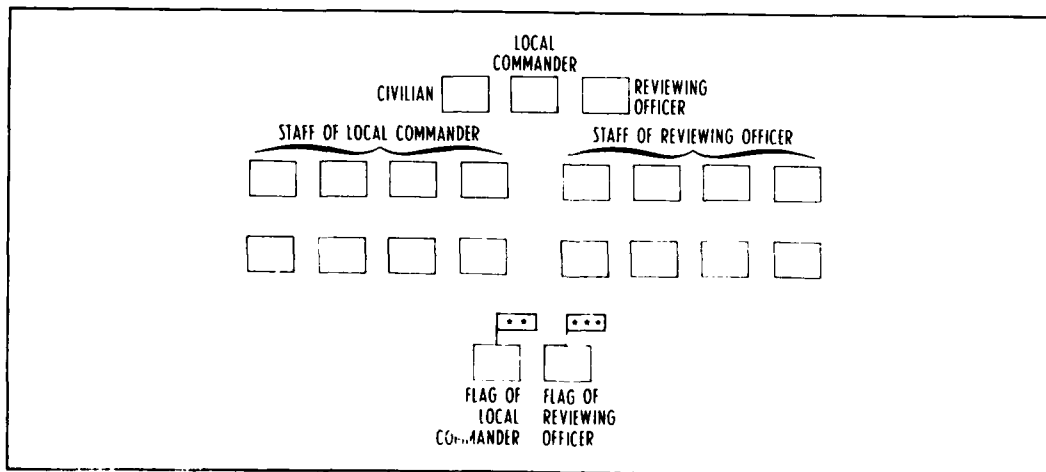 LOCAL
COMMANDER
CIVILIAN
REVIEWING
OFFICER
STAFF OF LOCAL COMMANDER
STAFF OF REVIEWING OFFICER
FLAG OF
LOCAL
COMMANDER
FLAG OF
REVIEWING
OFFICER